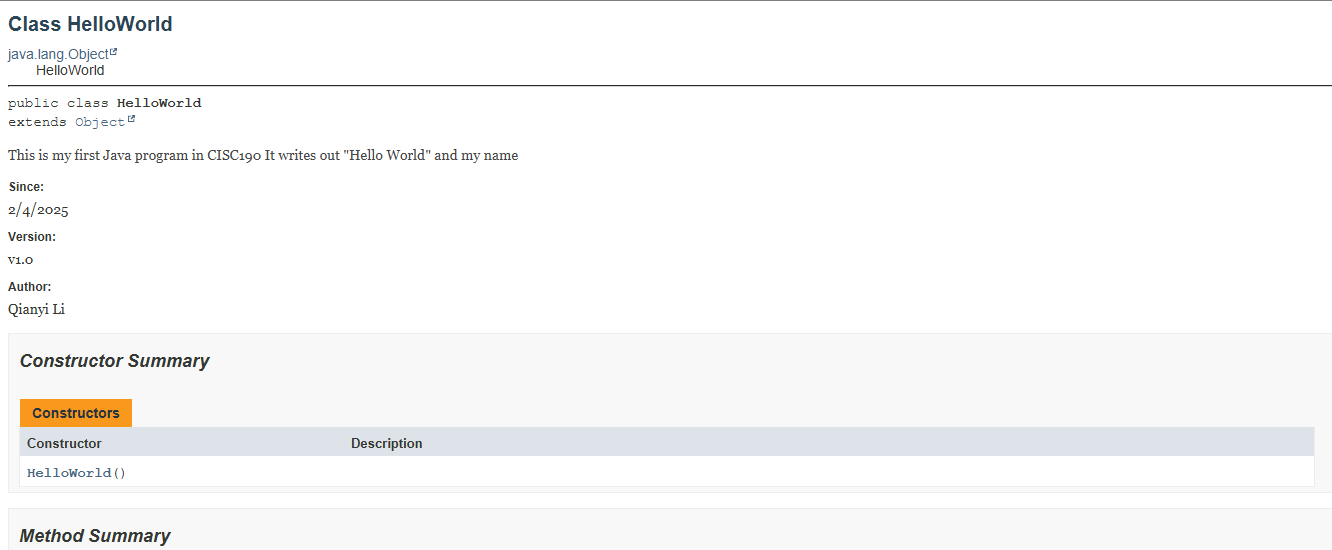 Class HelloWorld
java.lang.Object
HelloWorld
public class HelloWorld
extends Object
This is my first Java program in CISC190 It writes out "Hello World" and my name
Since:
2/4/2025
Version:
v1.0
Author:
Qianyi Li
Constructor Summary
Constructors
Constructor Description
HelloWorld()
Method Summary